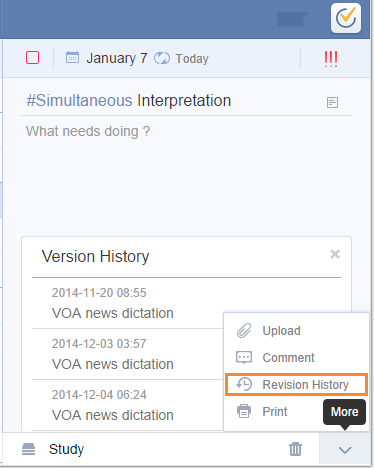 January 7 Today !!!
#Simultaneous Interpretation
What needs doing ?
Version History
2014-11-20 08:55
VOA news dictation
2014-12-03 03:57
VOA news dictation
2014-12-04 06:24
VOA news dictation
Upload
Comment
Revision History
Print
More
Study